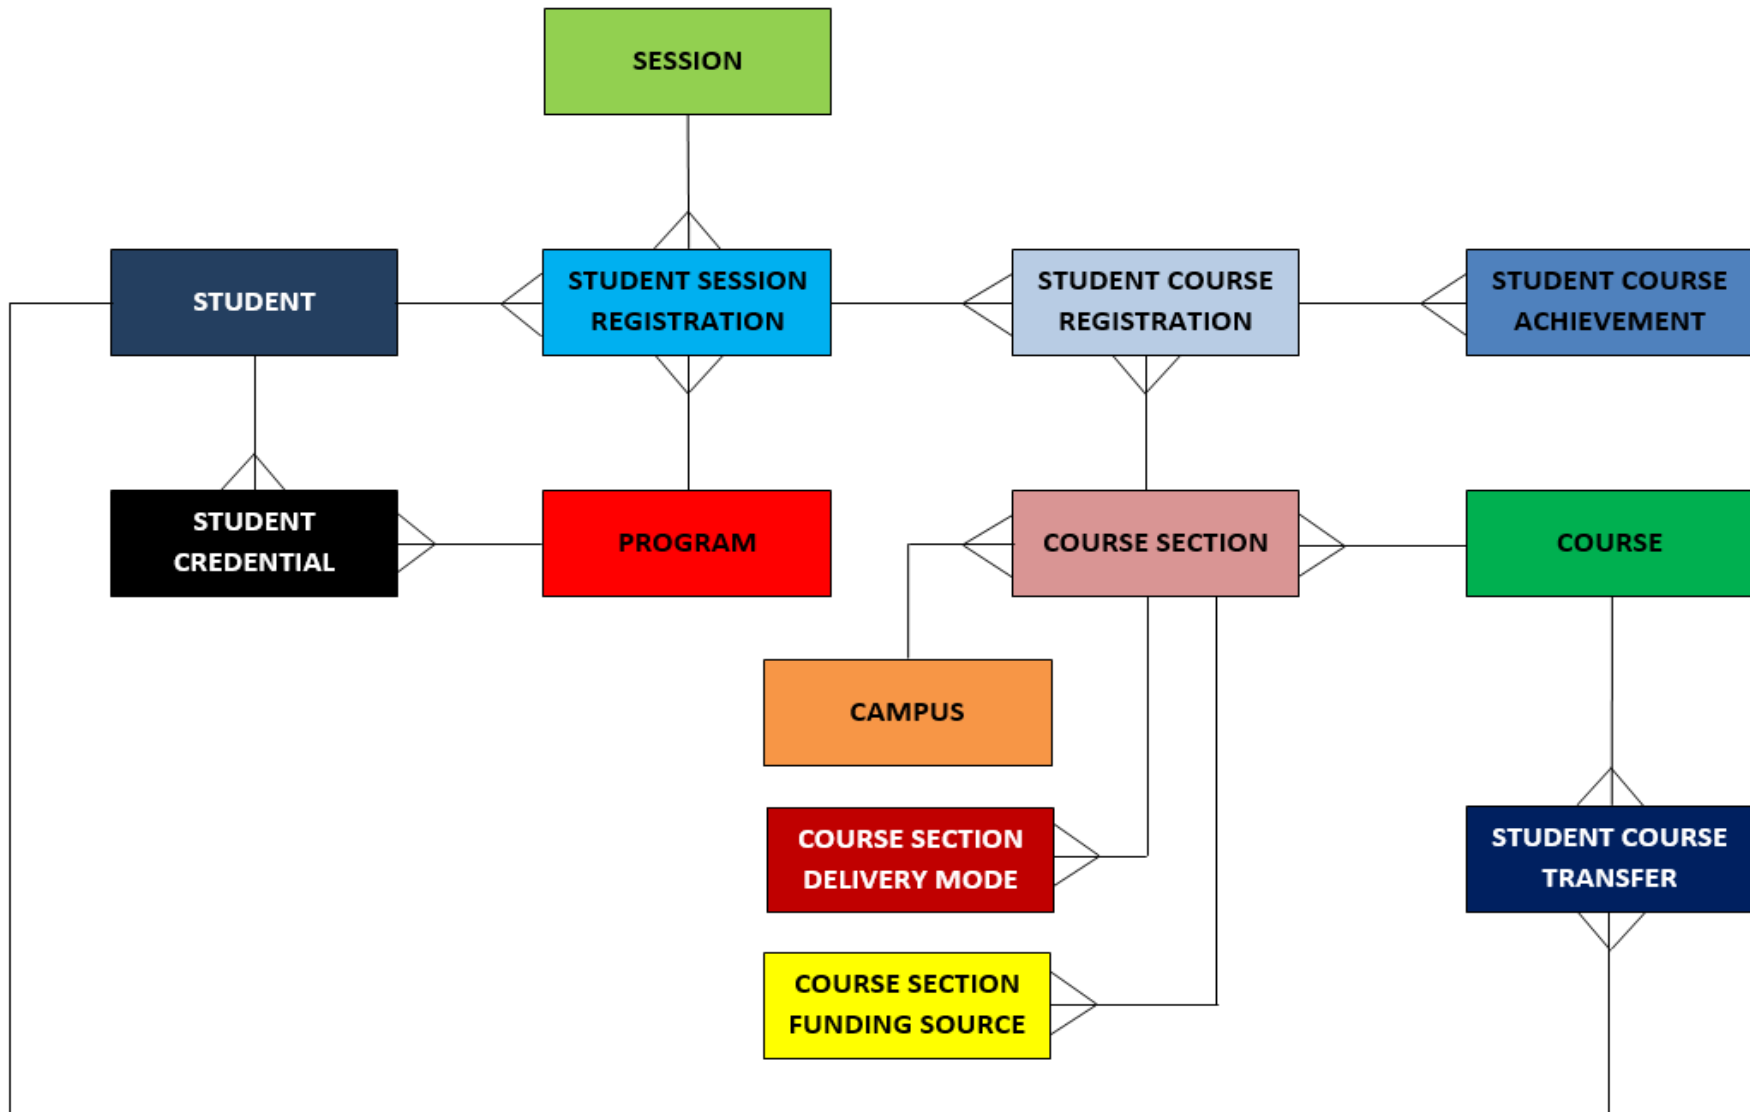 SESSION
STUDENT
STUDENT SESSION
REGISTRATION
STUDENT COURSE
REGISTRATION
STUDENT COURSE
ACHIEVEMENT
STUDENT
CREDENTIAL
PROGRAM
COURSE SECTION
COURSE
CAMPUS
COURSE SECTION
DELIVERY MODE
STUDENT COURSE
TRANSFER
COURSE SECTION
FUNDING SOURCE